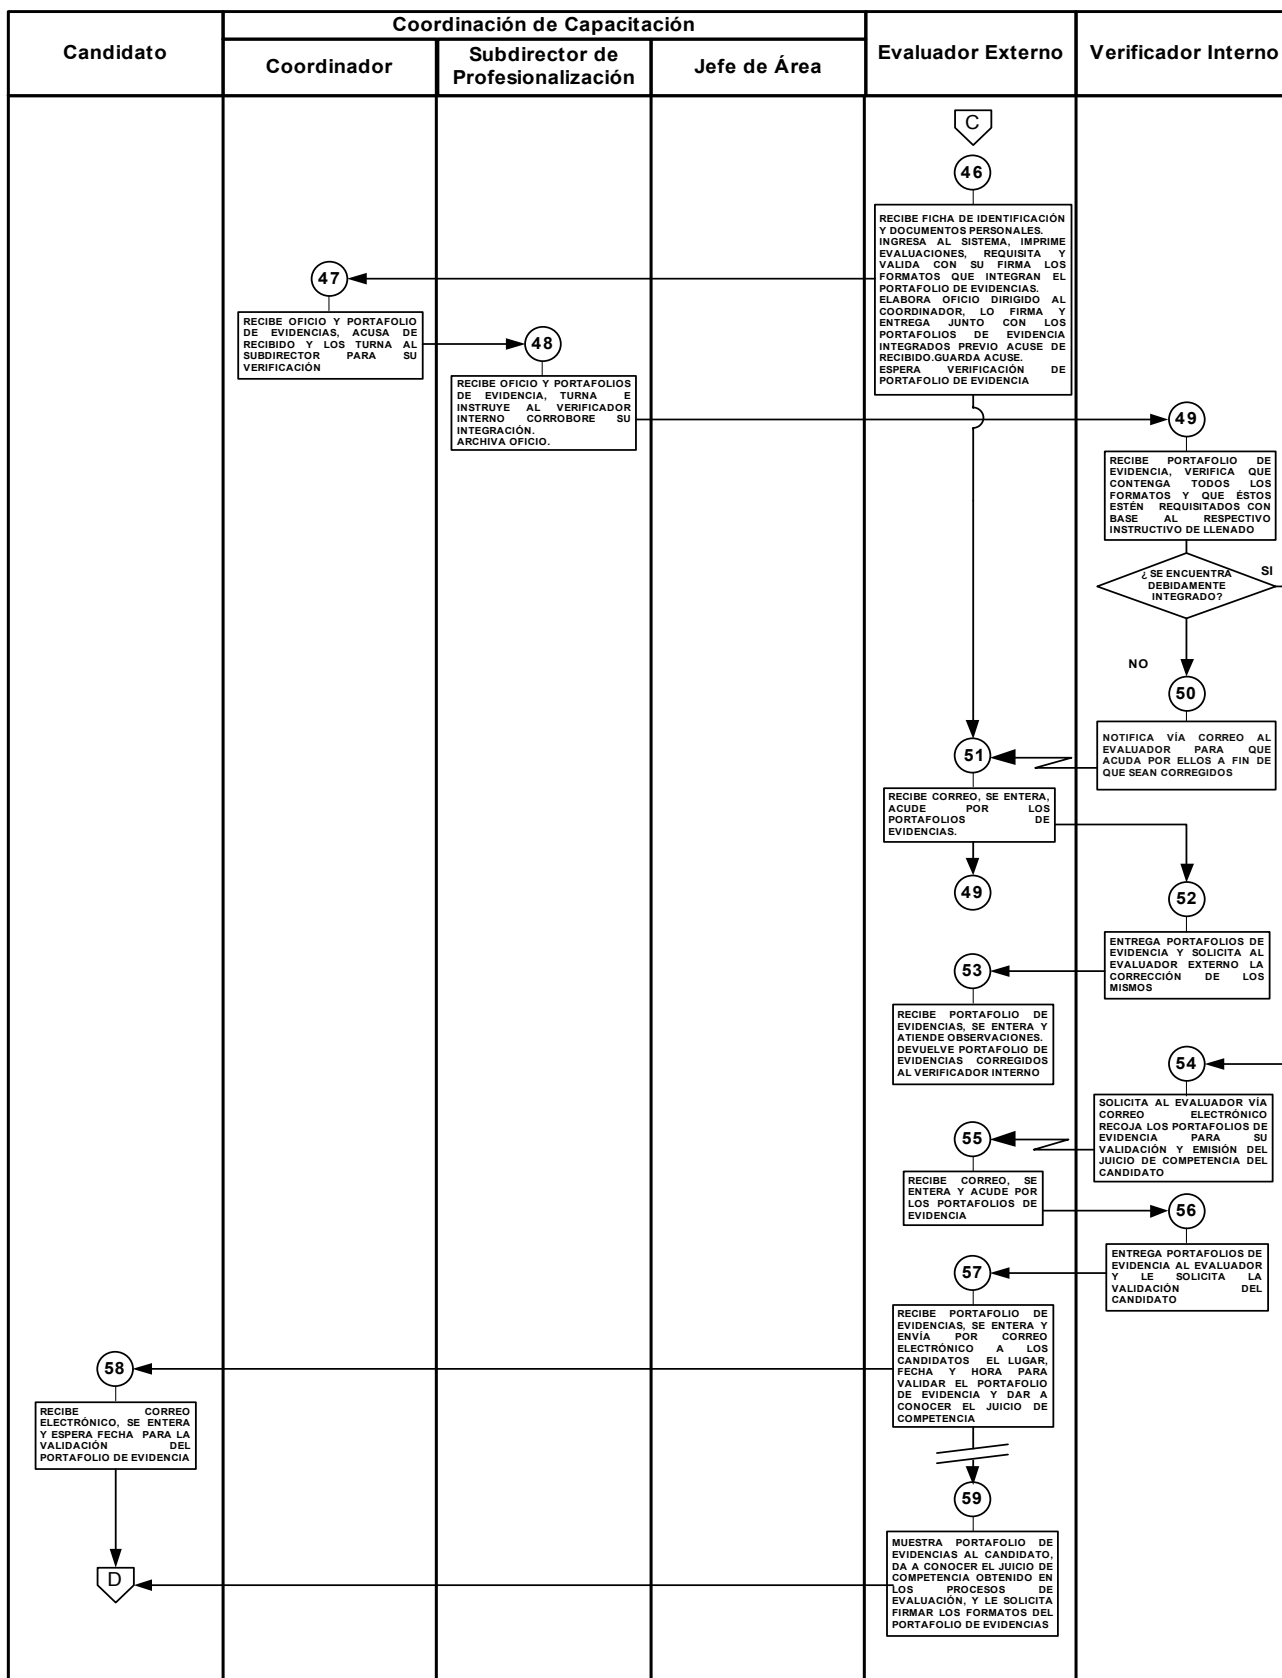 Coordinación de Capacitación
Candidato
Coordinador
Subdirector de
Profesionalización
Jefe de Área
Evaluador Externo
Verificador Interno
C
46
RECIBE FICHA DE IDENTIFICACIÓN
Y DOCUMENTOS PERSONALES.
INGRESA AL SISTEMA, IMPRIME
EVALUACIONES, REQUISITA Y
VALIDA CON SU FIRMA LOS
FORMATOS QUE INTEGRAN EL
PORTAFOLIO DE EVIDENCIAS.
ELABORA OFICIO DIRIGIDO AL
COORDINADOR, LO FIRMA Y
ENTREGA JUNTO CON LOS
PORTAFOLIOS DE EVIDENCIA
INTEGRADOS PREVIO ACUSE DE
RECIBIDO.GUARDA ACUSE.
ESPERA VERIFICACIÓN DE
PORTAFOLIO DE EVIDENCIA
47
RECIBE OFICIO Y PORTAFOLIO
DE EVIDENCIAS, ACUSA DE
RECIBIDO Y LOS TURNA AL
SUBDIRECTOR PARA SU
VERIFICACIÓN
48
RECIBE OFICIO Y PORTAFOLIOS
DE EVIDENCIA, TURNA E
INSTRUYE AL VERIFICADOR
INTERNO CORROBORE SU
INTEGRACIÓN.
ARCHIVA OFICIO.
49
RECIBE PORTAFOLIO DE
EVIDENCIA, VERIFICA QUE
CONTENGA TODOS LOS
FORMATOS Y QUE ÉSTOS
ESTÉN REQUISITADOS CON
BASE AL RESPECTIVO
INSTRUCTIVO DE LLENADO
¿ SE ENCUENTRA
DEBIDAMENTE
INTEGRADO?
SI
NO
50
NOTIFICA VÍA CORREO AL
EVALUADOR PARA QUE
ACUDA POR ELLOS A FIN DE
QUE SEAN CORREGIDOS
51
RECIBE CORREO, SE ENTERA,
ACUDE POR LOS
PORTAFOLIOS DE
EVIDENCIAS.
49
52
ENTREGA PORTAFOLIOS DE
EVIDENCIA Y SOLICITA AL
EVALUADOR EXTERNO LA
CORRECCIÓN DE LOS
MISMOS
53
RECIBE PORTAFOLIO DE
EVIDENCIAS, SE ENTERA Y
ATIENDE OBSERVACIONES.
DEVUELVE PORTAFOLIO DE
EVIDENCIAS CORREGIDOS
AL VERIFICADOR INTERNO
54
SOLICITA AL EVALUADOR VÍA
CORREO ELECTRÓNICO
RECOJA LOS PORTAFOLIOS DE
EVIDENCIA PARA SU
VALIDACIÓN Y EMISIÓN DEL
JUICIO DE COMPETENCIA DEL
CANDIDATO
55
RECIBE CORREO, SE
ENTERA Y ACUDE POR
LOS PORTAFOLIOS DE
EVIDENCIA
56
ENTREGA PORTAFOLIOS DE
EVIDENCIA AL EVALUADOR
Y LE SOLICITA LA
VALIDACIÓN DEL
CANDIDATO
57
RECIBE PORTAFOLIO DE
EVIDENCIAS, SE ENTERA Y
ENVÍA POR CORREO
ELECTRÓNICO A LOS
CANDIDATOS EL LUGAR,
FECHA Y HORA PARA
VALIDAR EL PORTAFOLIO
DE EVIDENCIA Y DAR A
CONOCER EL JUICIO DE
COMPETENCIA
58
RECIBE CORREO
ELECTRÓNICO, SE ENTERA
Y ESPERA FECHA PARA LA
VALIDACIÓN DEL
PORTAFOLIO DE EVIDENCIA
59
MUESTRA PORTAFOLIO DE
EVIDENCIAS AL CANDIDATO,
DA A CONOCER EL JUICIO DE
COMPETENCIA OBTENIDO EN
LOS PROCESOS DE
EVALUACIÓN, Y LE SOLICITA
FIRMAR LOS FORMATOS DEL
PORTAFOLIO DE EVIDENCIAS
D